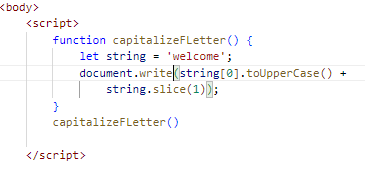 <body>
<script>
function capitalizeFLetter() {
let string = 'welcome';
document.write(string[0].toUpperCase() +
string.slice(1));
}
capitalizeFLetter()
</script>